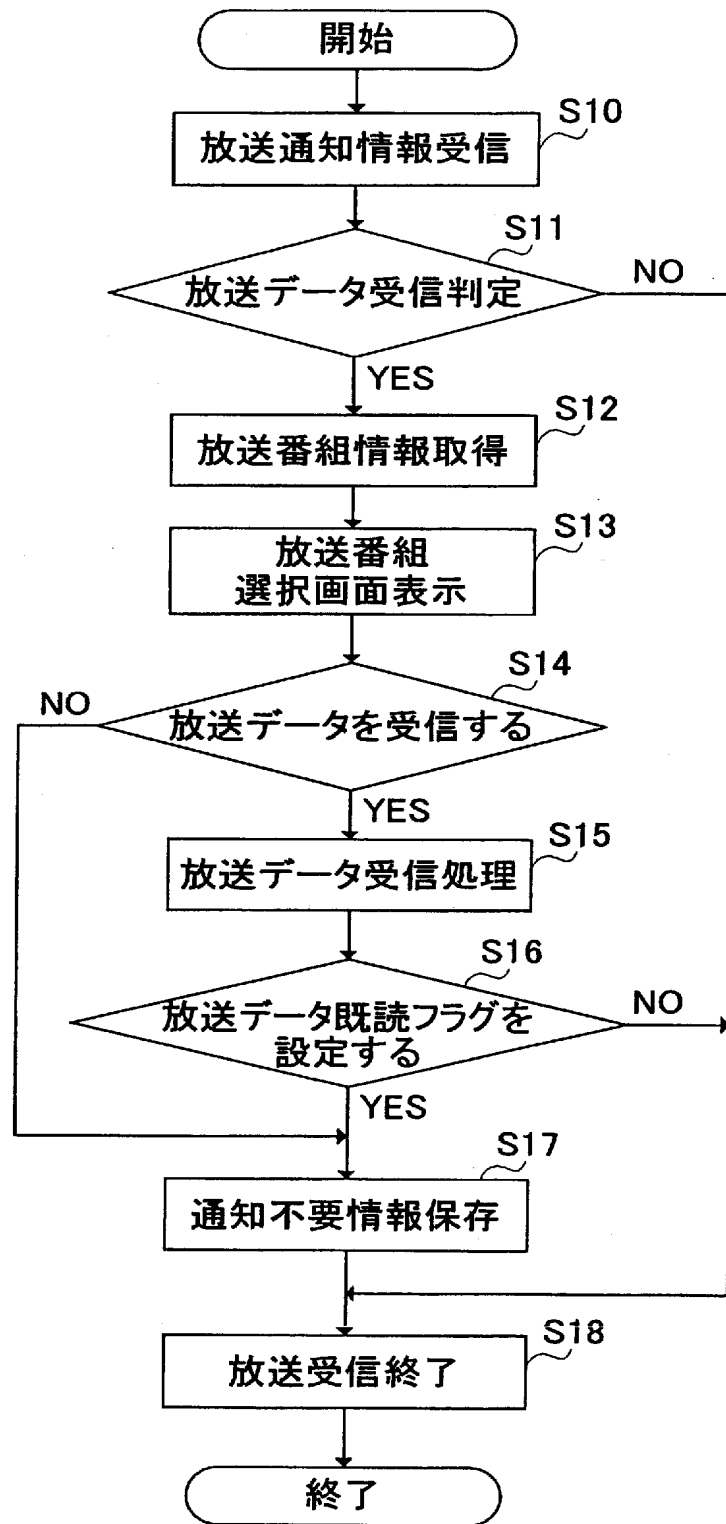 開始
S10
放送通知情報受信
S11
放送データ受信判定
NO
YES
S12
放送番組情報取得
S13
放送番組
選択画面表示
S14
NO
放送データを受信する
YES
S15
放送データ受信処理
S16
放送データ既読フラグを
設定する
NO
YES
S17
通知不要情報保存
S18
放送受信終了
終了